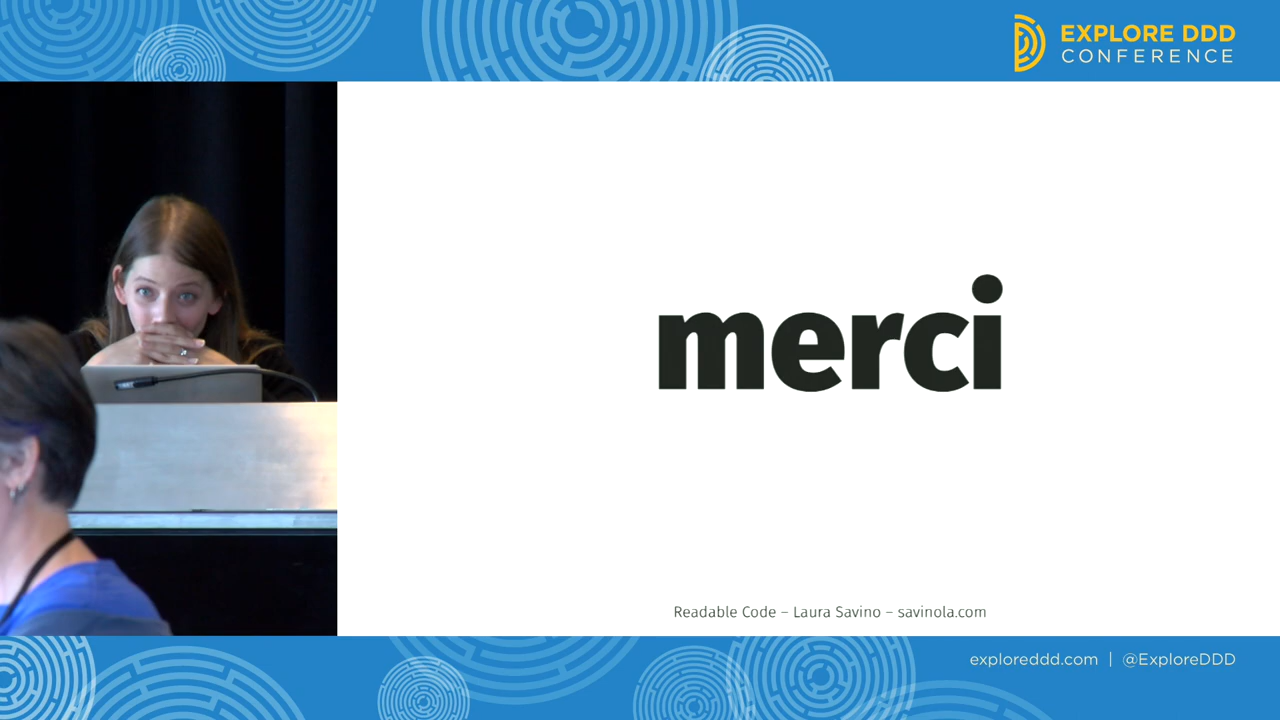 EXPLORE DDD
CONFERENCE
merci
Readable Code – Laura Savino – savinola.com
exploreddd.com | @ExploreDDD